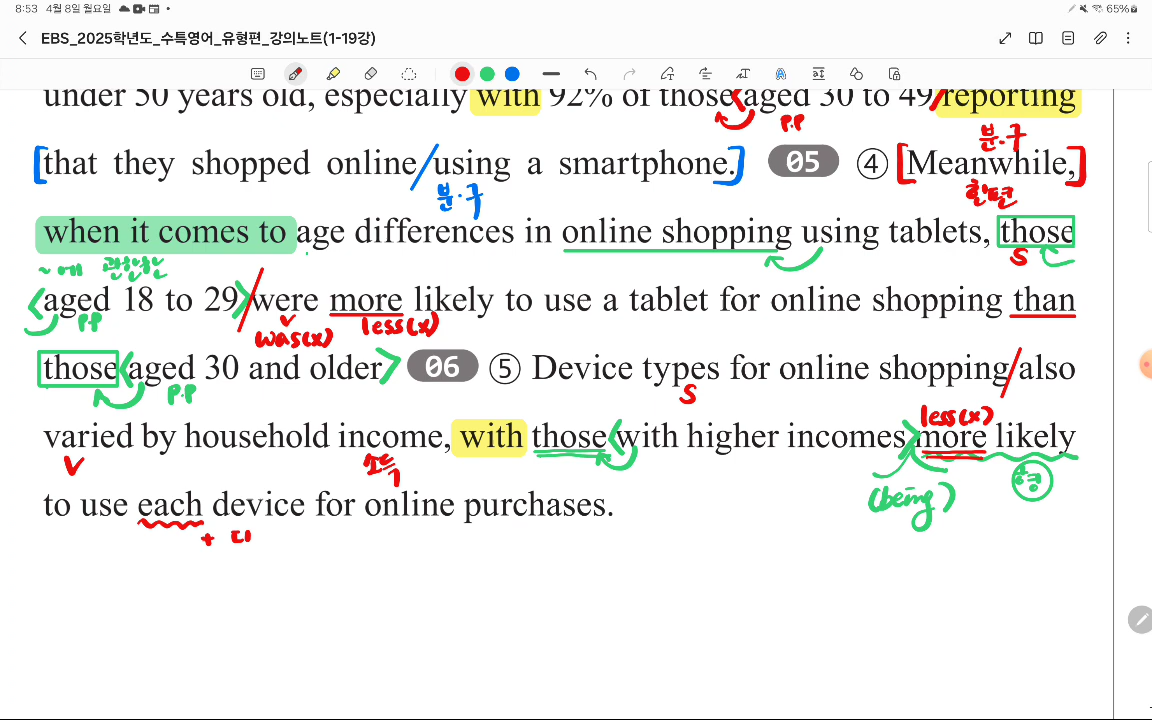 8:53 4월 8일 월요일 65%
EBS_2025학년도_수특영어_유형편_강의노트(1-19강)
under 50 years old, especially with 92% of those aged 30 to 49 reporting
p.p 분·구
that they shopped online using a smartphone. 05 ④ Meanwhile,
분·구 한편
when it comes to age differences in online shopping using tablets, those
~에 관한한 S
aged 18 to 29 were more likely to use a tablet for online shopping than
p.p v was(x) less(x)
those aged 30 and older 06 ⑤ Device types for online shopping also
p.p S less(x)
varied by household income, with those with higher incomes more likely
v 소득 (being) 형
to use each device for online purchases.
+ 단